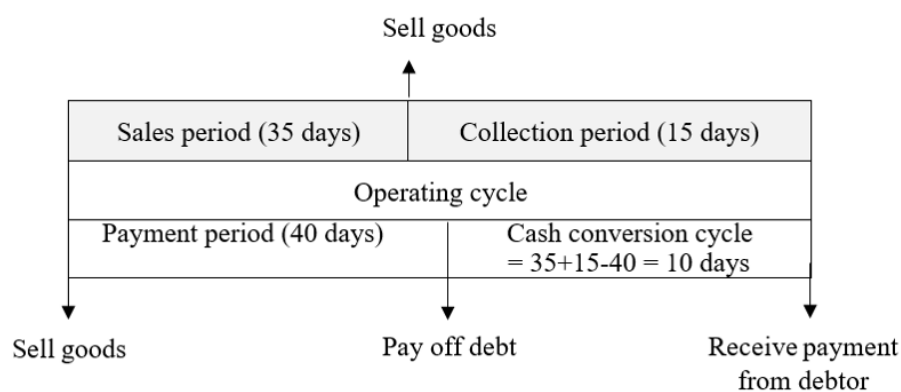 Sell goods
Sales period (35 days)
Collection period (15 days)
Operating cycle
Payment period (40 days)
Cash conversion cycle
= 35+15-40 = 10 days
Sell goods
Pay off debt
Receive payment
from debtor